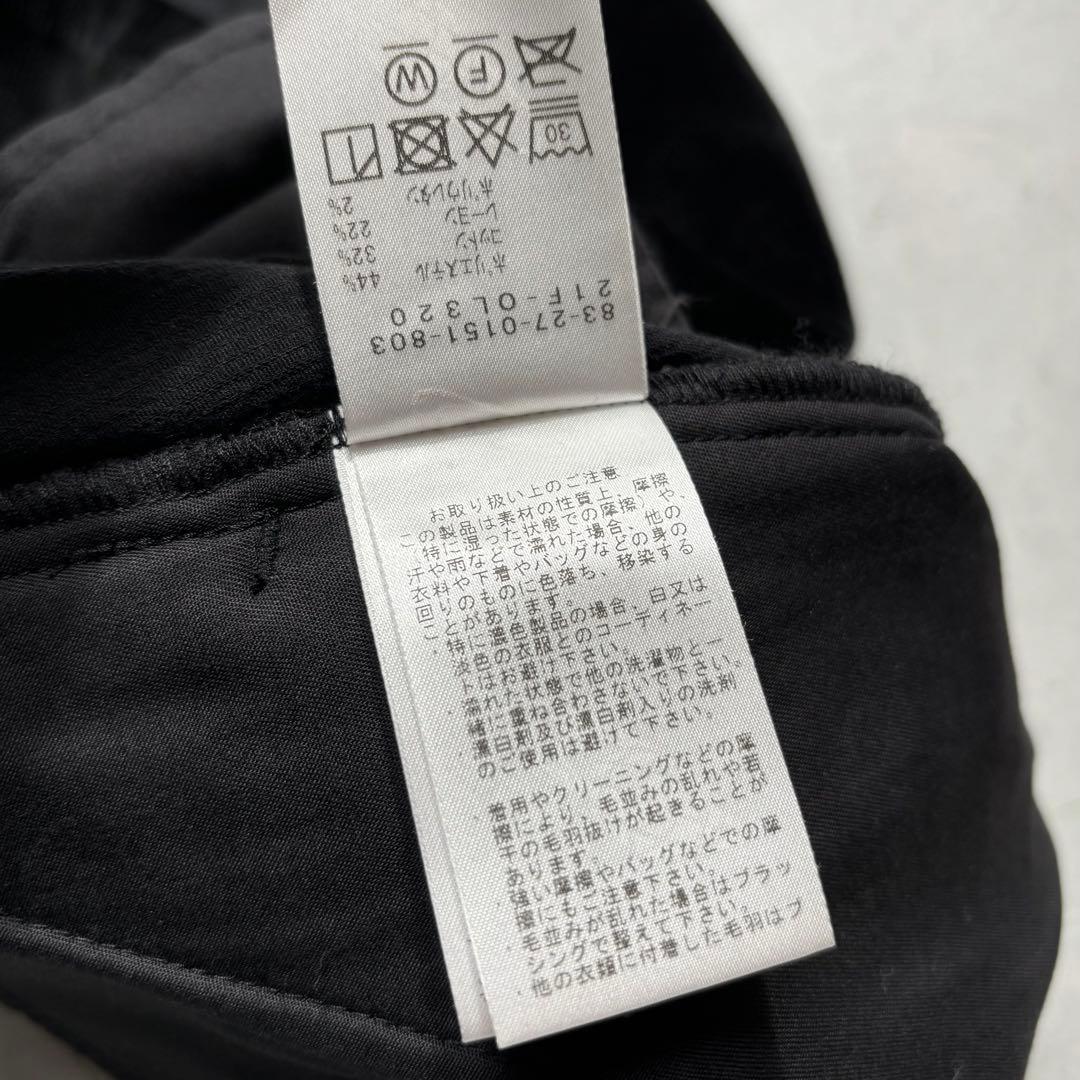 83-27-0151-803
21F-OL320
ポリエステル 44%
コットン 32%
レーヨン 22%
ポリウレタン 2%
30
F
W
お取り扱い上のご注意
この製品は素材の性質上、摩擦や、
特に湿った状態での摩擦、
汗や雨などで濡れた場合、他の
衣料や下着やバッグなどの身の
回りのものに色落ち、移染する
ことがあります。
特に濃色製品の場合、白又は
淡色の衣服とのコーディネー
トはお避け下さい。
・濡れた状態で他の洗濯物と一
緒に重ね合わさないで下さい。
・漂白剤及び漂白剤入りの洗剤
のご使用は避けて下さい。
・着用やクリーニングなどの摩
擦により、毛並みの乱れや若
干の毛羽抜けが起きることが
あります。
・強い摩擦やバッグなどでの摩
擦にもご注意下さい。
・毛並みが乱れた場合はブラッ
シングで整えて下さい。
・他の衣類に付着した毛羽はブ